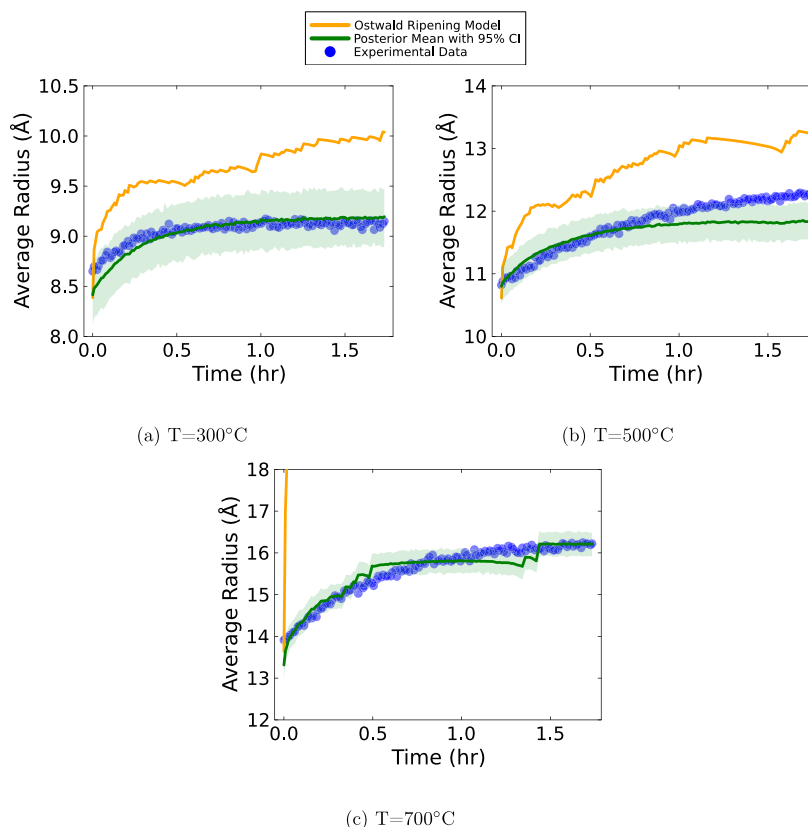 Ostwald Ripening Model
Posterior Mean with 95% CI
Experimental Data
10.5
10.0
9.5
9.0
8.5
8.0
Average Radius (Å)
0.0 0.5 1.0 1.5
Time (hr)
(a) T=300°C
14
13
12
11
10
Average Radius (Å)
0.0 0.5 1.0 1.5
Time (hr)
(b) T=500°C
18
17
16
15
14
13
12
Average Radius (Å)
0.0 0.5 1.0 1.5
Time (hr)
(c) T=700°C